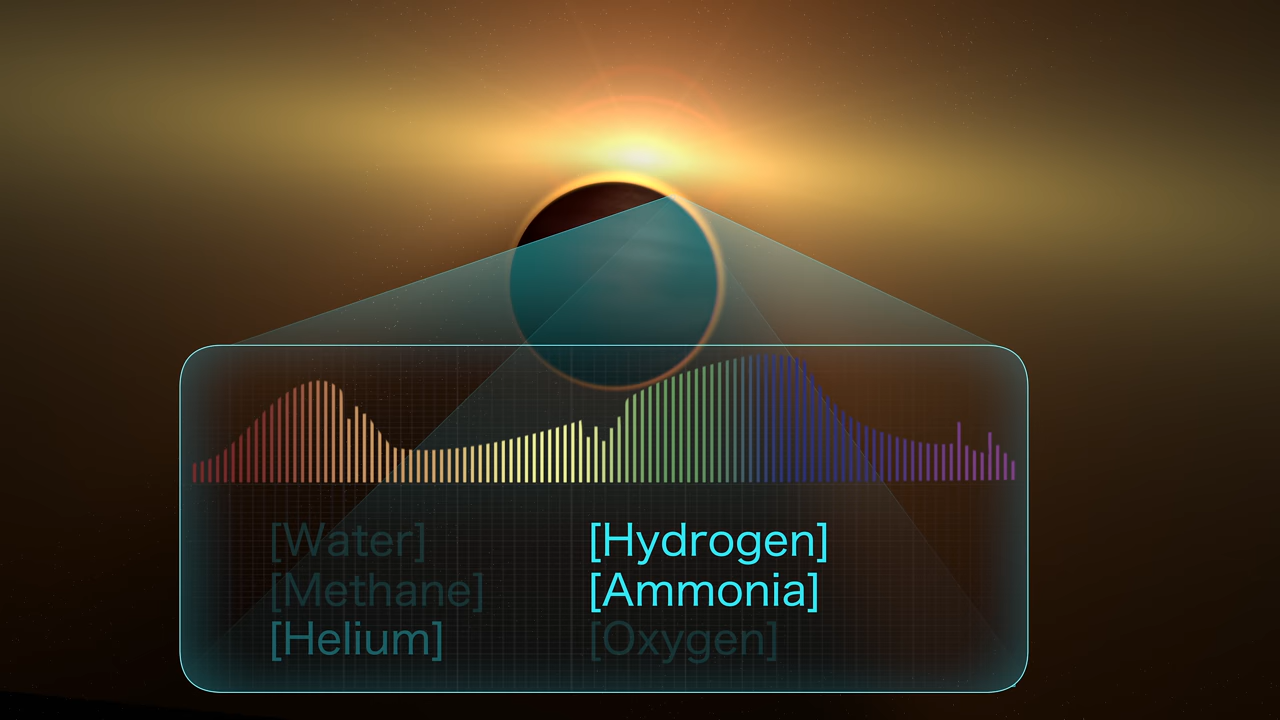 [Water]
[Methane]
[Helium]
[Hydrogen]
[Ammonia]
[Oxygen]